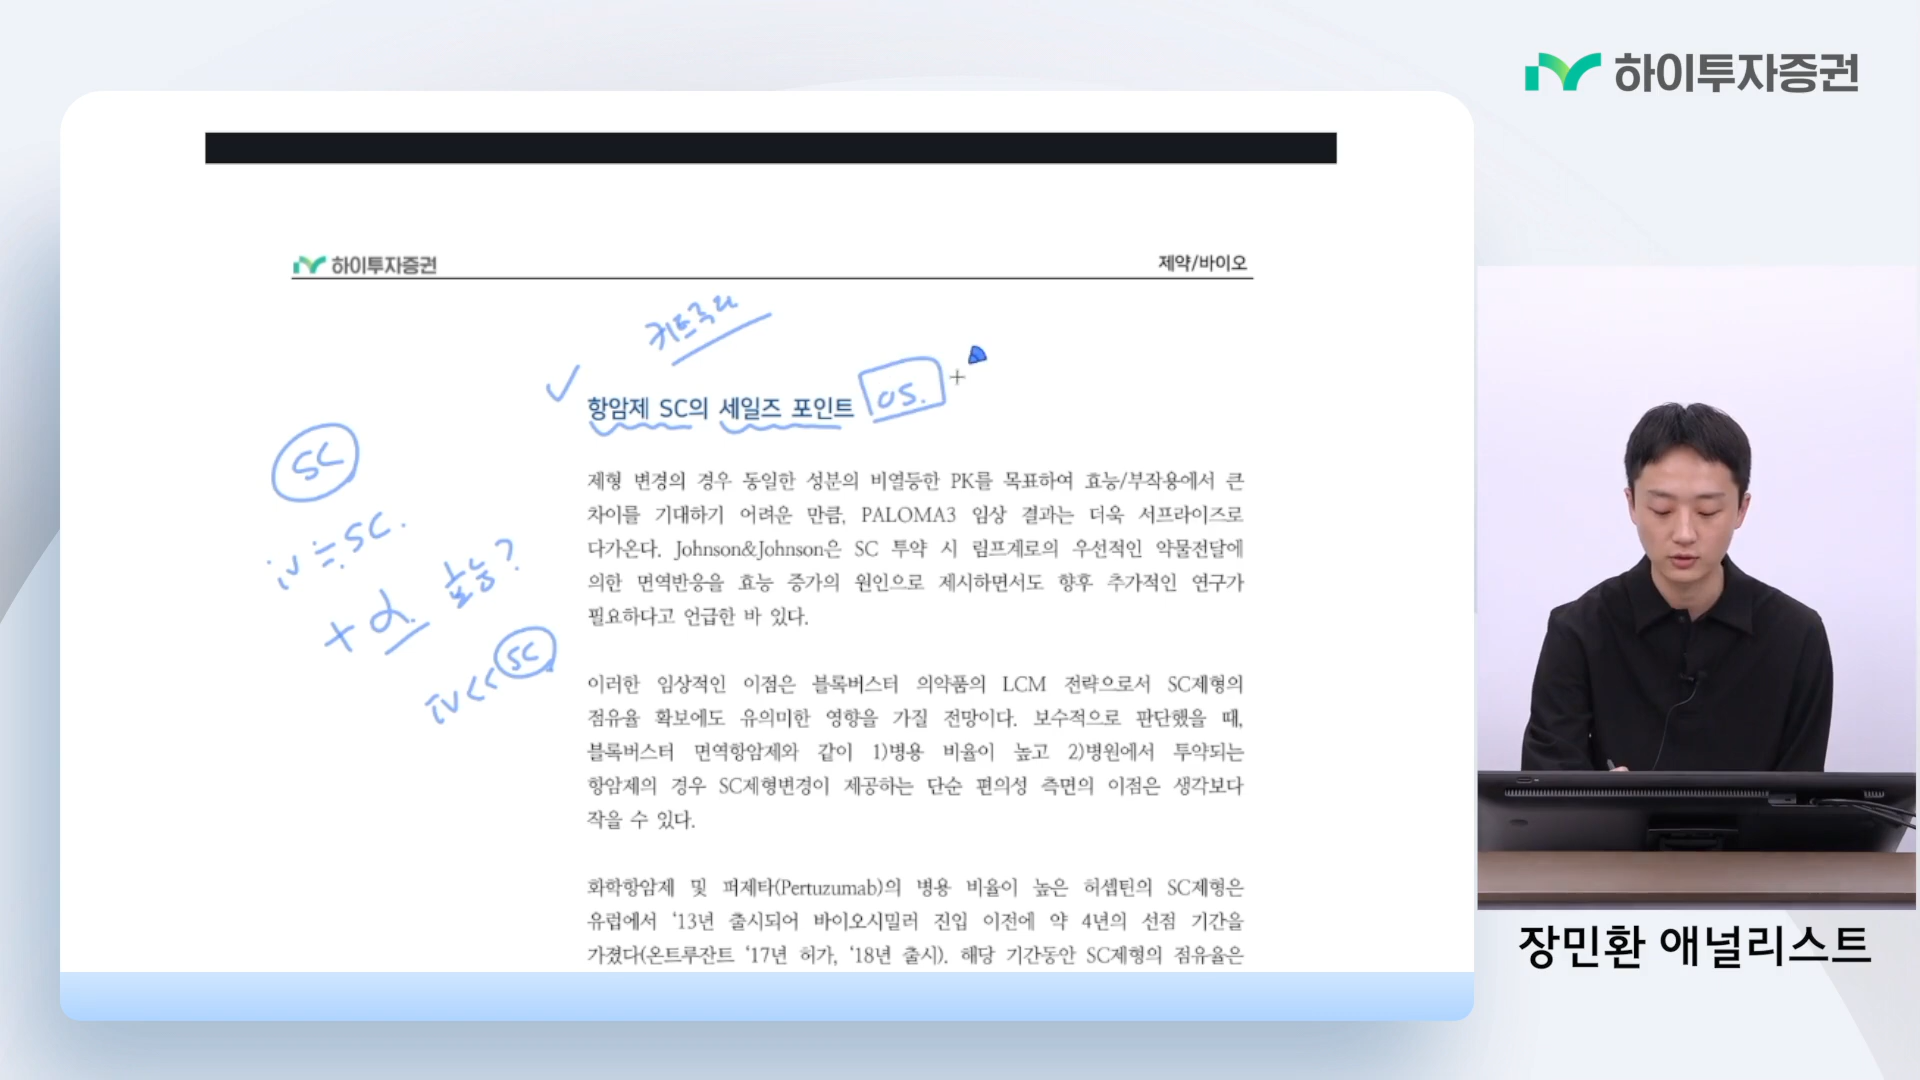 하이투자증권
하이투자증권
제약/바이오
키트루다
항암제 SC의 세일즈 포인트
OS.
SC
iv ≒ SC.
+ α. 효능?
iv << SC
제형 변경의 경우 동일한 성분의 비열등한 PK를 목표하여 효능/부작용에서 큰
차이를 기대하기 어려운 만큼, PALOMA3 임상 결과는 더욱 서프라이즈로
다가온다. Johnson&Johnson은 SC 투약 시 림프계로의 우선적인 약물전달에
의한 면역반응을 효능 증가의 원인으로 제시하면서도 향후 추가적인 연구가
필요하다고 언급한 바 있다.
이러한 임상적인 이점은 블록버스터 의약품의 LCM 전략으로서 SC제형의
점유율 확보에도 유의미한 영향을 가질 전망이다. 보수적으로 판단했을 때,
블록버스터 면역항암제와 같이 1)병용 비율이 높고 2)병원에서 투약되는
항암제의 경우 SC제형변경이 제공하는 단순 편의성 측면의 이점은 생각보다
작을 수 있다.
화학항암제 및 퍼제타(Pertuzumab)의 병용 비율이 높은 허셉틴의 SC제형은
유럽에서 ‘13년 출시되어 바이오시밀러 진입 이전에 약 4년의 선점 기간을
가졌다(온트루잔트 ‘17년 허가, ‘18년 출시). 해당 기간동안 SC제형의 점유율은
장민환 애널리스트